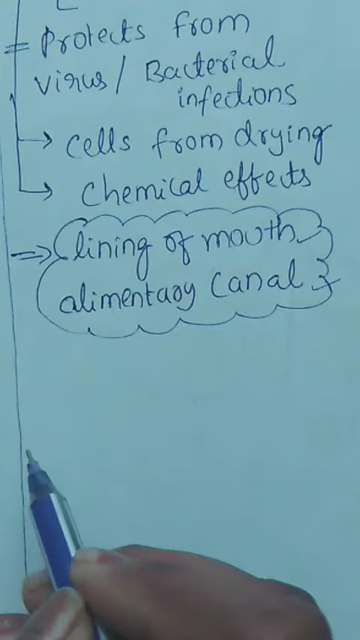 = Protects from
virus / Bacterial
infections
→ cells from drying
→ chemical effects
⇒ lining of mouth
alimentary canal